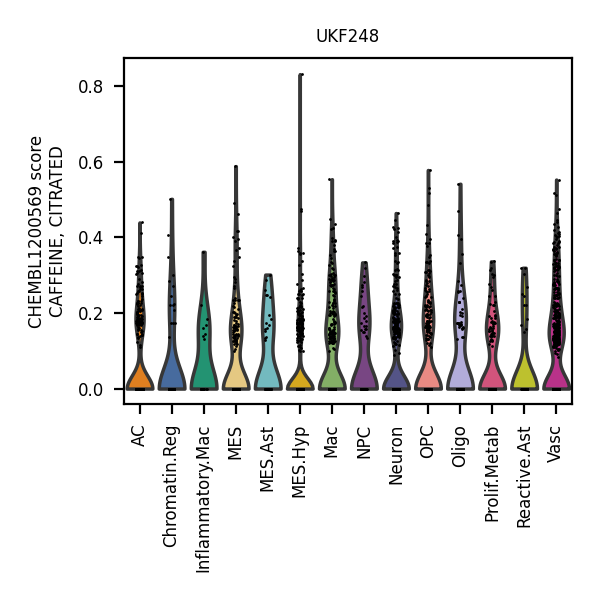 UKF248
CHEMBL1200569 score
CAFFEINE, CITRATED
0.8
0.6
0.4
0.2
0.0
AC
Chromatin.Reg
Inflammatory.Mac
MES
MES.Ast
MES.Hyp
Mac
NPC
Neuron
OPC
Oligo
Prolif.Metab
Reactive.Ast
Vasc